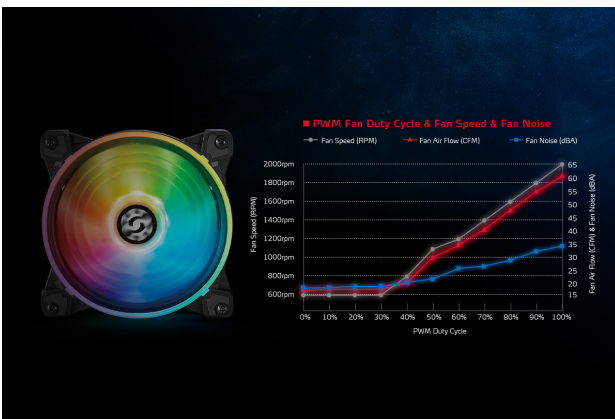 PWM Fan Duty Cycle & Fan Speed & Fan Noise
Fan Speed (RPM) Fan Air Flow (CFM) Fan Noise (dBA)
2000rpm 65
1800rpm 60
1600rpm 55
1400rpm 50
1200rpm 45
1000rpm 40
800rpm 35
600rpm 30
25
20
15
Fan Speed (RPM)
Fan Air Flow (CFM) & Fan Noise (dBA)
0% 10% 20% 30% 40% 50% 60% 70% 80% 90% 100%
PWM Duty Cycle